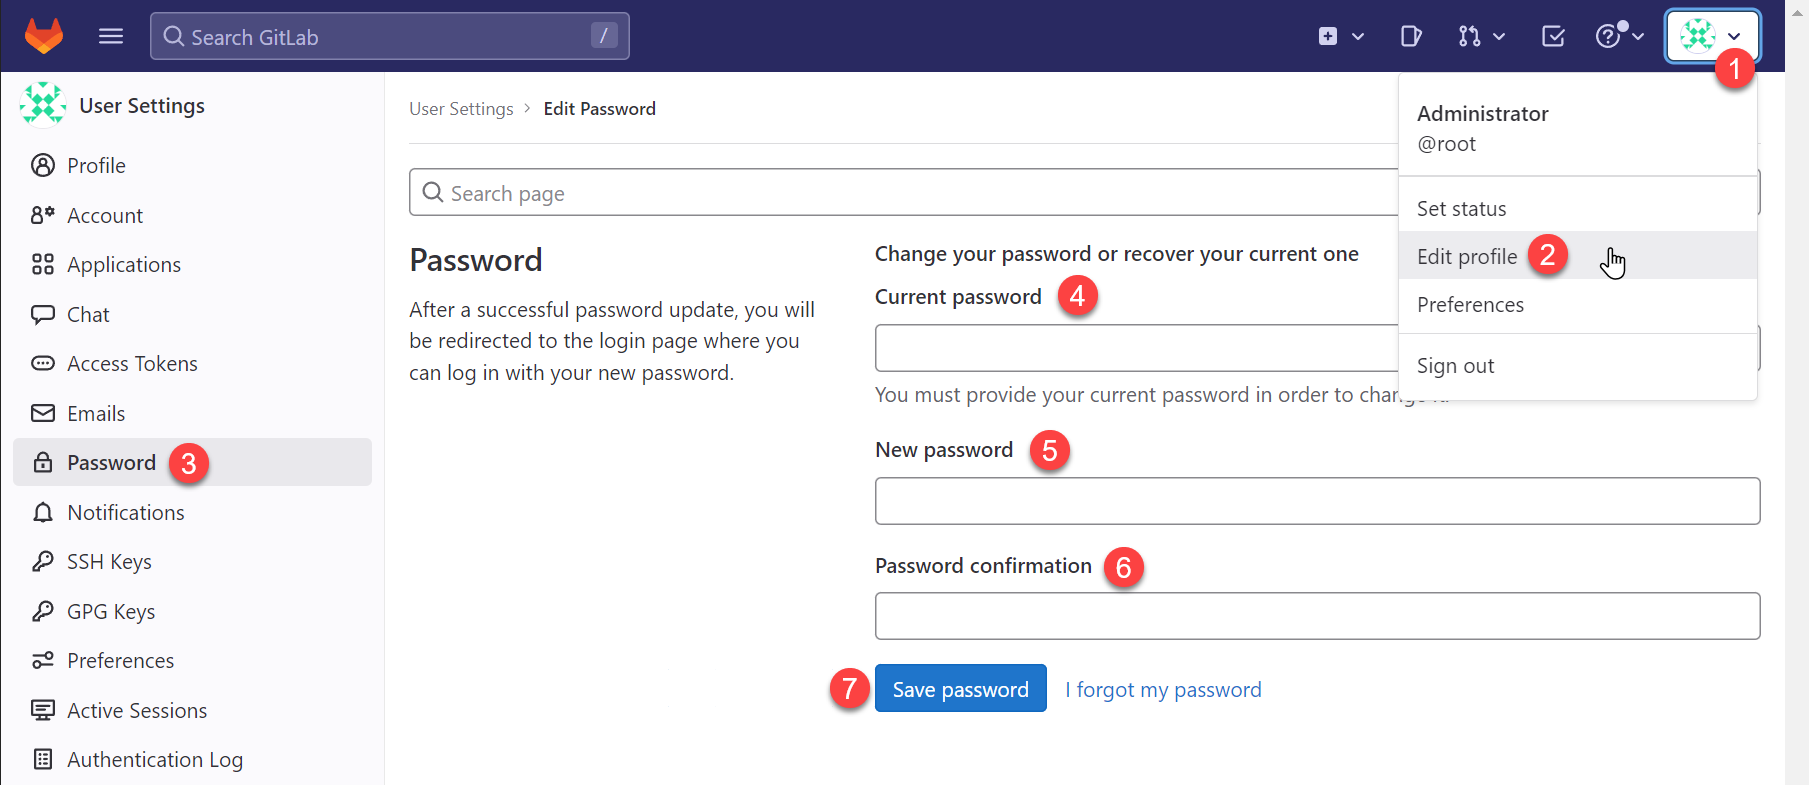 Search GitLab
/
1
User Settings
Profile
Account
Applications
Chat
Access Tokens
Emails
Password 3
Notifications
SSH Keys
GPG Keys
Preferences
Active Sessions
Authentication Log
User Settings > Edit Password
Search page
Password
After a successful password update, you will
be redirected to the login page where you
can log in with your new password.
Change your password or recover your current one
Current password 4
You must provide your current password in order to change it.
New password 5
Password confirmation 6
7 Save password I forgot my password
Administrator
@root
Set status
Edit profile 2
Preferences
Sign out